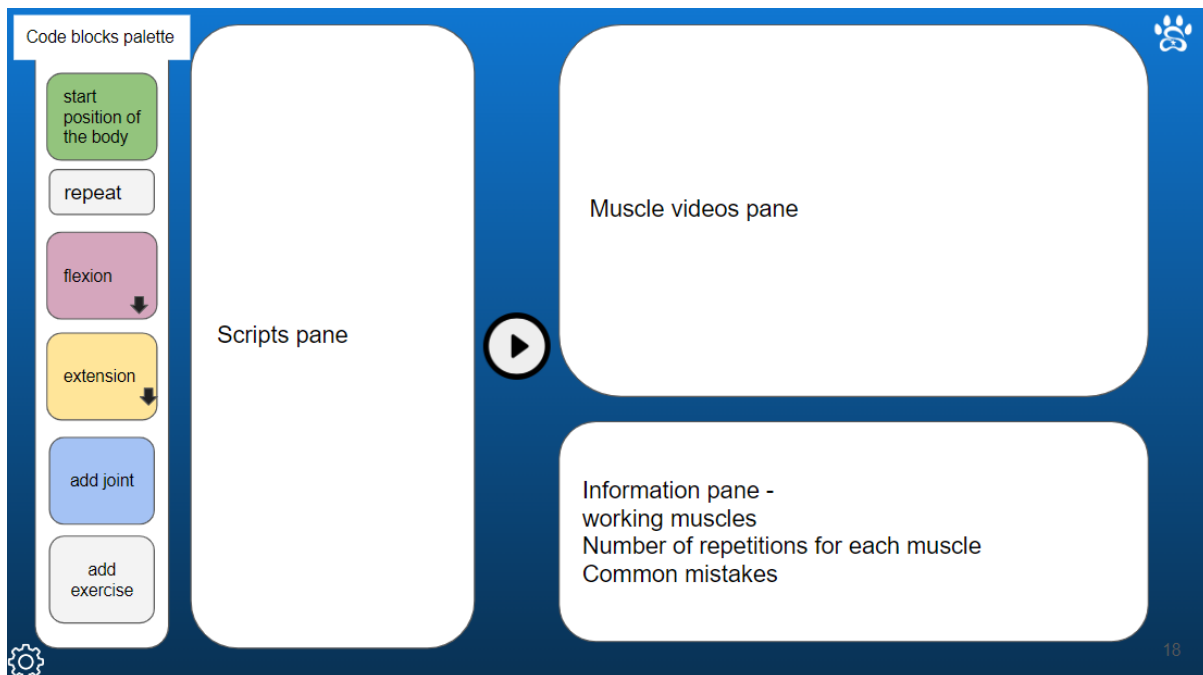 Code blocks palette
start
position of
the body
repeat
flexion
extension
add joint
add
exercise
Scripts pane
Muscle videos pane
Information pane -
working muscles
Number of repetitions for each muscle
Common mistakes
18